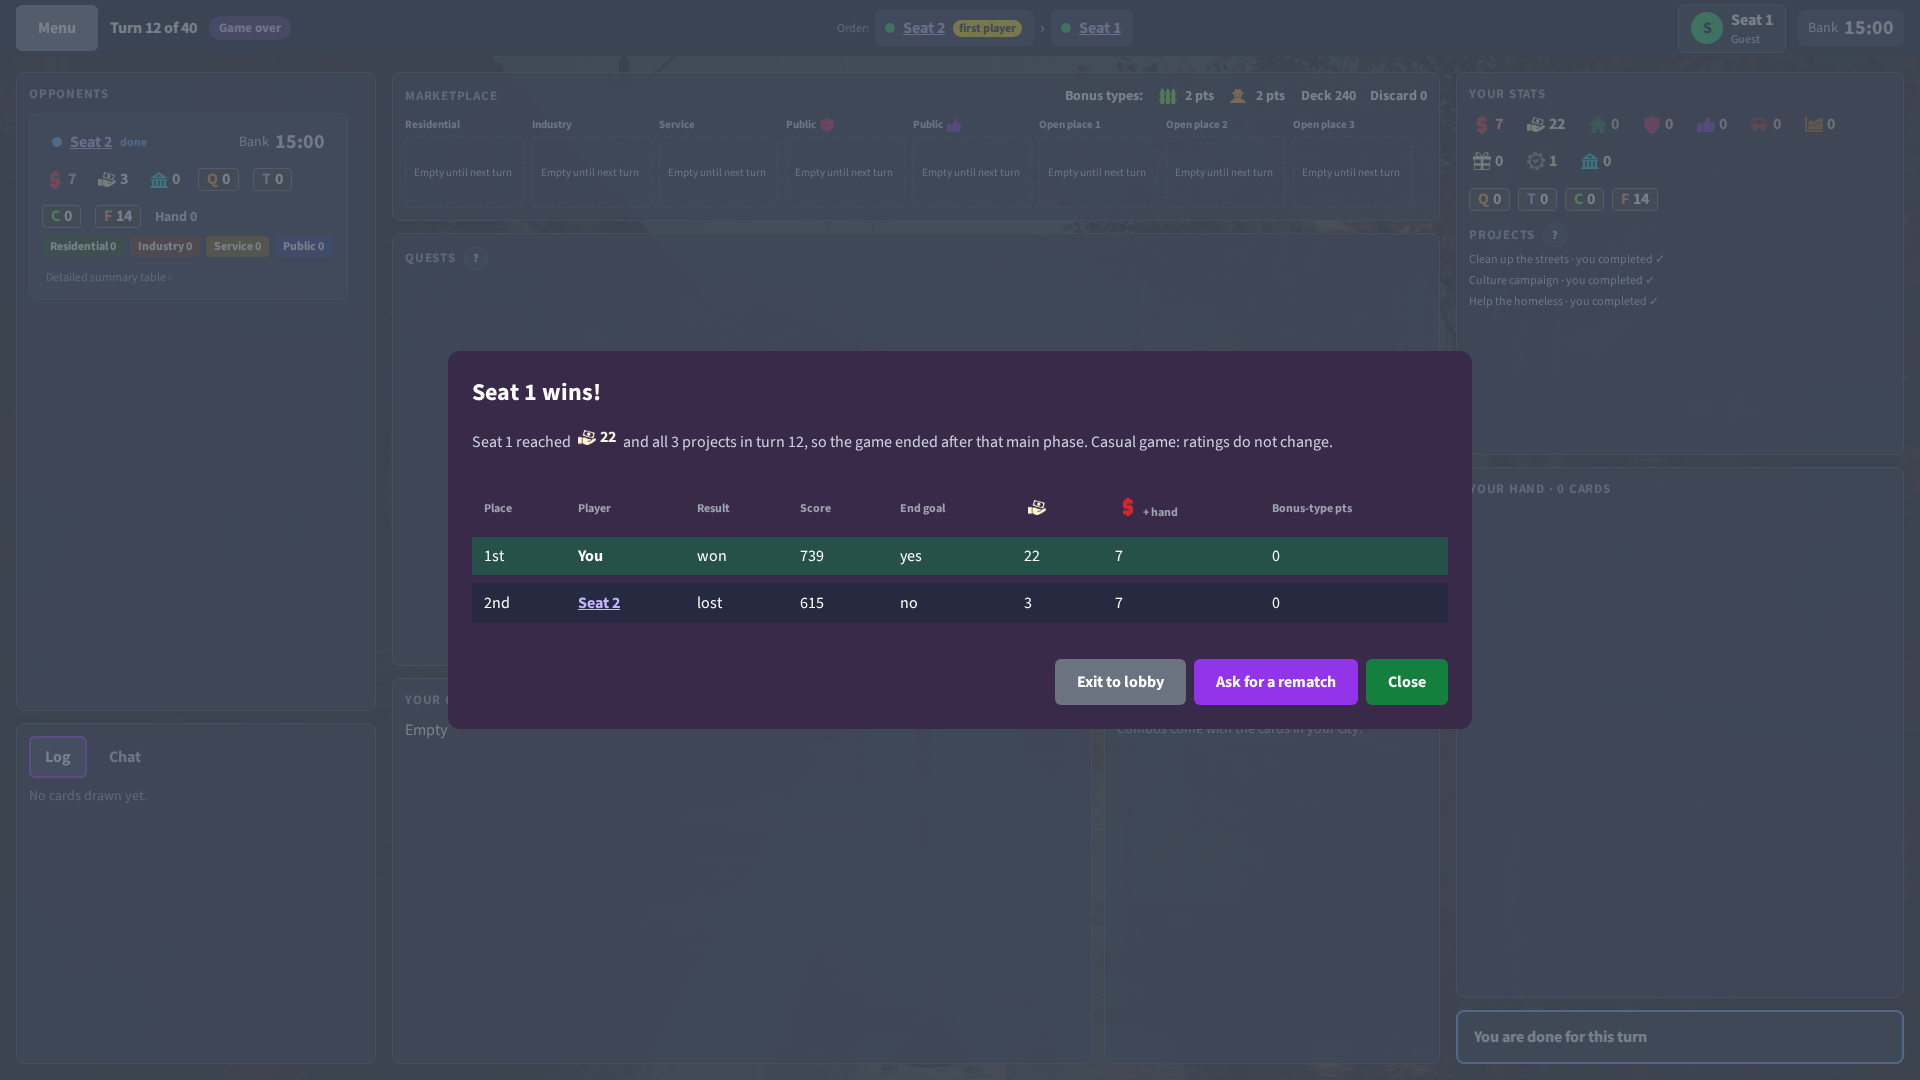 Menu
Turn 12 of 40
Game over
Order:
Seat 2
first player
›
Seat 1
S
Seat 1
Guest
Bank 15:00
OPPONENTS
Seat 2 done
Bank 15:00
7
3
0
Q 0
T 0
C 0
F 14
Hand 0
Residential 0
Industry 0
Service 0
Public 0
Detailed summary table ›
MARKETPLACE
Bonus types:
2 pts
2 pts
Deck 240
Discard 0
Residential
Industry
Service
Public
Public
Open place 1
Open place 2
Open place 3
Empty until next turn
Empty until next turn
Empty until next turn
Empty until next turn
Empty until next turn
Empty until next turn
Empty until next turn
Empty until next turn
QUESTS ?
YOUR STATS
7
22
0
0
0
0
0
0
1
0
Q 0
T 0
C 0
F 14
PROJECTS ?
Clean up the streets · you completed ✓
Culture campaign · you completed ✓
Help the homeless · you completed ✓
Seat 1 wins!
Seat 1 reached 22 and all 3 projects in turn 12, so the game ended after that main phase. Casual game: ratings do not change.
Place Player Result Score End goal + hand Bonus-type pts
1st You won 739 yes 22 7 0
2nd Seat 2 lost 615 no 3 7 0
Exit to lobby
Ask for a rematch
Close
YOUR HAND · 0 CARDS
YOUR
Empty
Combos come with the cards in your city.
Log
Chat
No cards drawn yet.
You are done for this turn